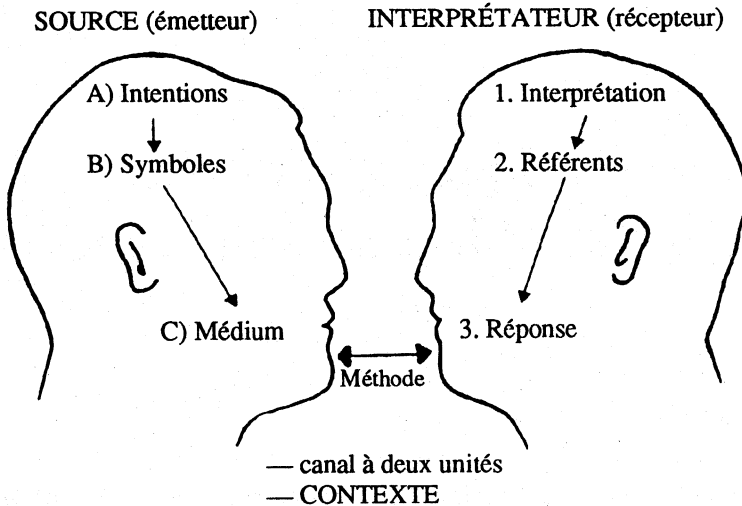 SOURCE (émetteur)
INTERPRÉTATEUR (récepteur)
A) Intentions
B) Symboles
C) Médium
1. Interprétation
2. Référents
3. Réponse
Méthode
— canal à deux unités
— CONTEXTE